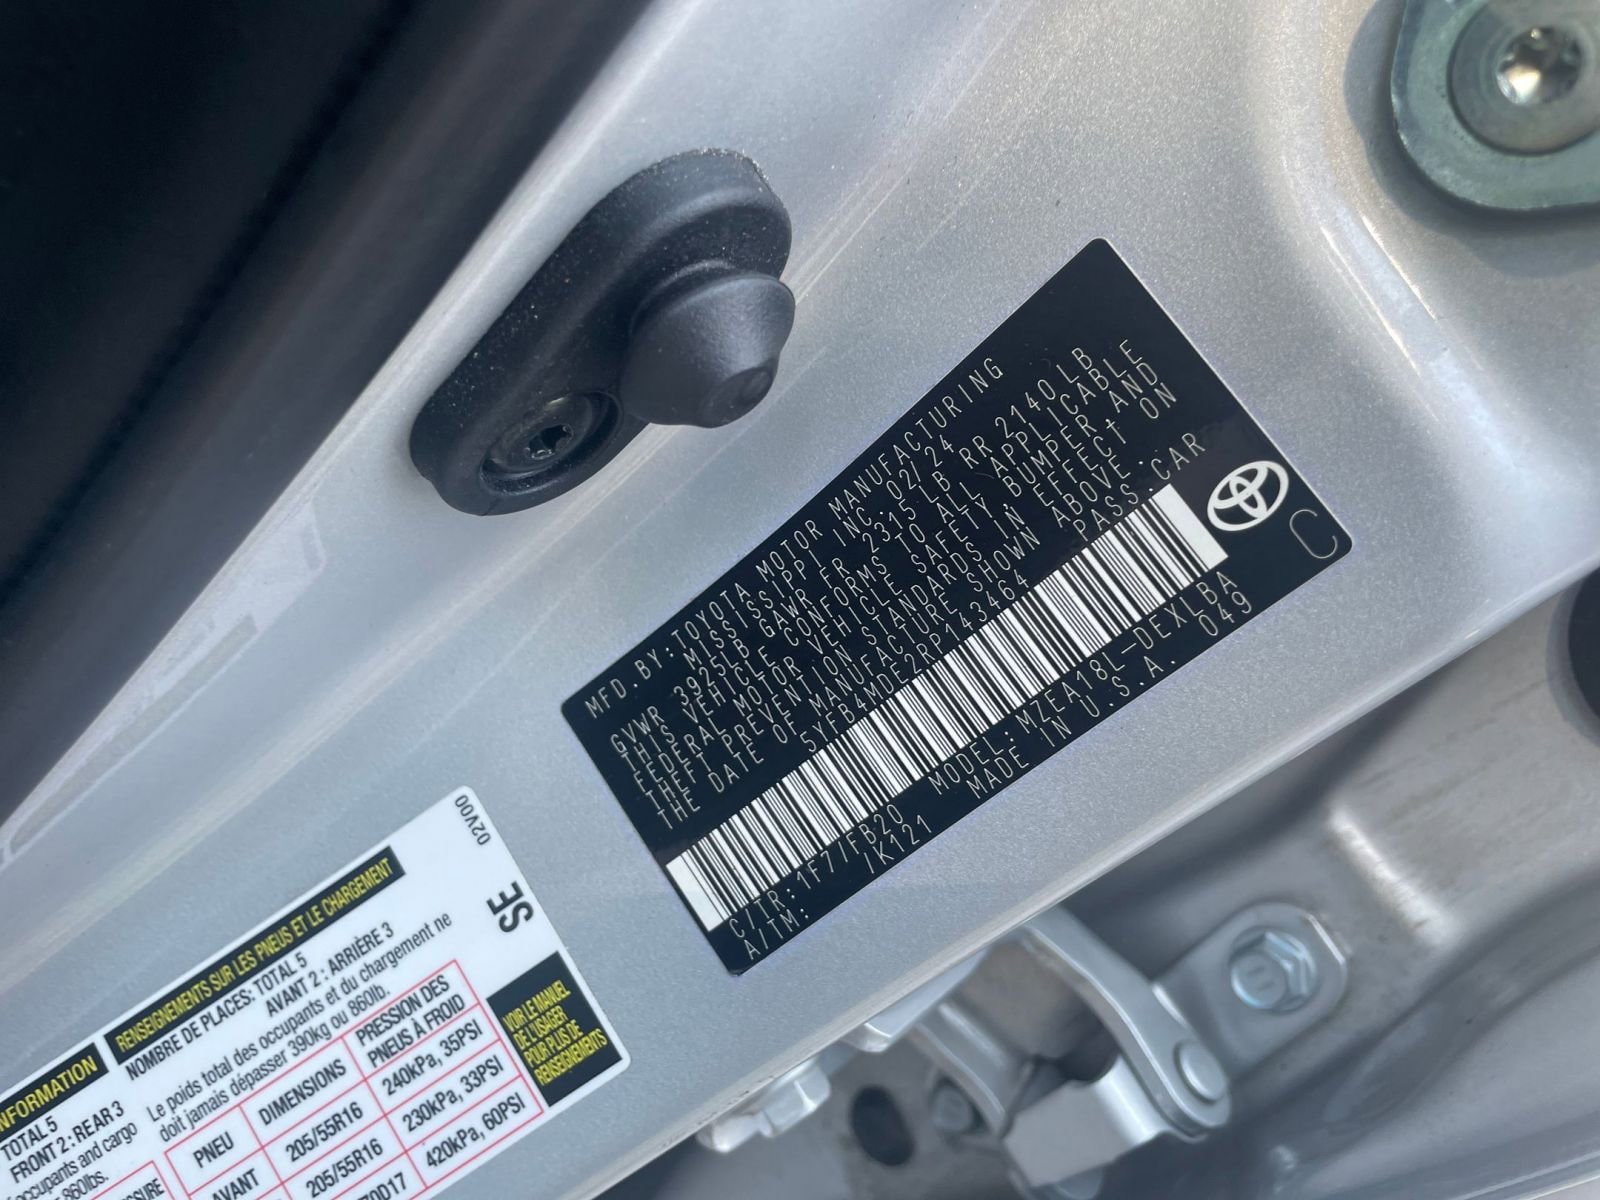 MFD.BY:TOYOTA MOTOR MANUFACTURING
MISSISSIPPI INC. 02/24
GVWR 3925LB GAWR FR 2315LB RR 2140LB
THIS VEHICLE CONFORMS TO ALL APPLICABLE
FEDERAL MOTOR VEHICLE SAFETY, BUMPER, AND
THEFT PREVENTION STANDARDS IN EFFECT ON
THE DATE OF MANUFACTURE SHOWN ABOVE.
5YFB4MDE2RP143464 PASS.CAR
C/TR:1F7/FB20 MODEL:MZEA18L-DEXLBA
A/TM: /K121 MADE IN U.S.A. 049
C
02V00
SE
RENSEIGNEMENTS SUR LES PNEUS ET LE CHARGEMENT
NOMBRE DE PLACES: TOTAL 5
AVANT 2 : ARRIÈRE 3
Le poids total des occupants et du chargement ne
doit jamais dépasser 390kg ou 860lb.
PNEU DIMENSIONS PRESSION DES
PNEUS À FROID
AVANT 205/55R16 240kPa, 35PSI
205/55R16 230kPa, 33PSI
70D17 420kPa, 60PSI
VOIR LE MANUEL
DE L'USAGER
POUR PLUS DE
RENSEIGNEMENTS
NFORMATION
TOTAL 5
FRONT 2 : REAR 3
ccupants and cargo
860lbs.